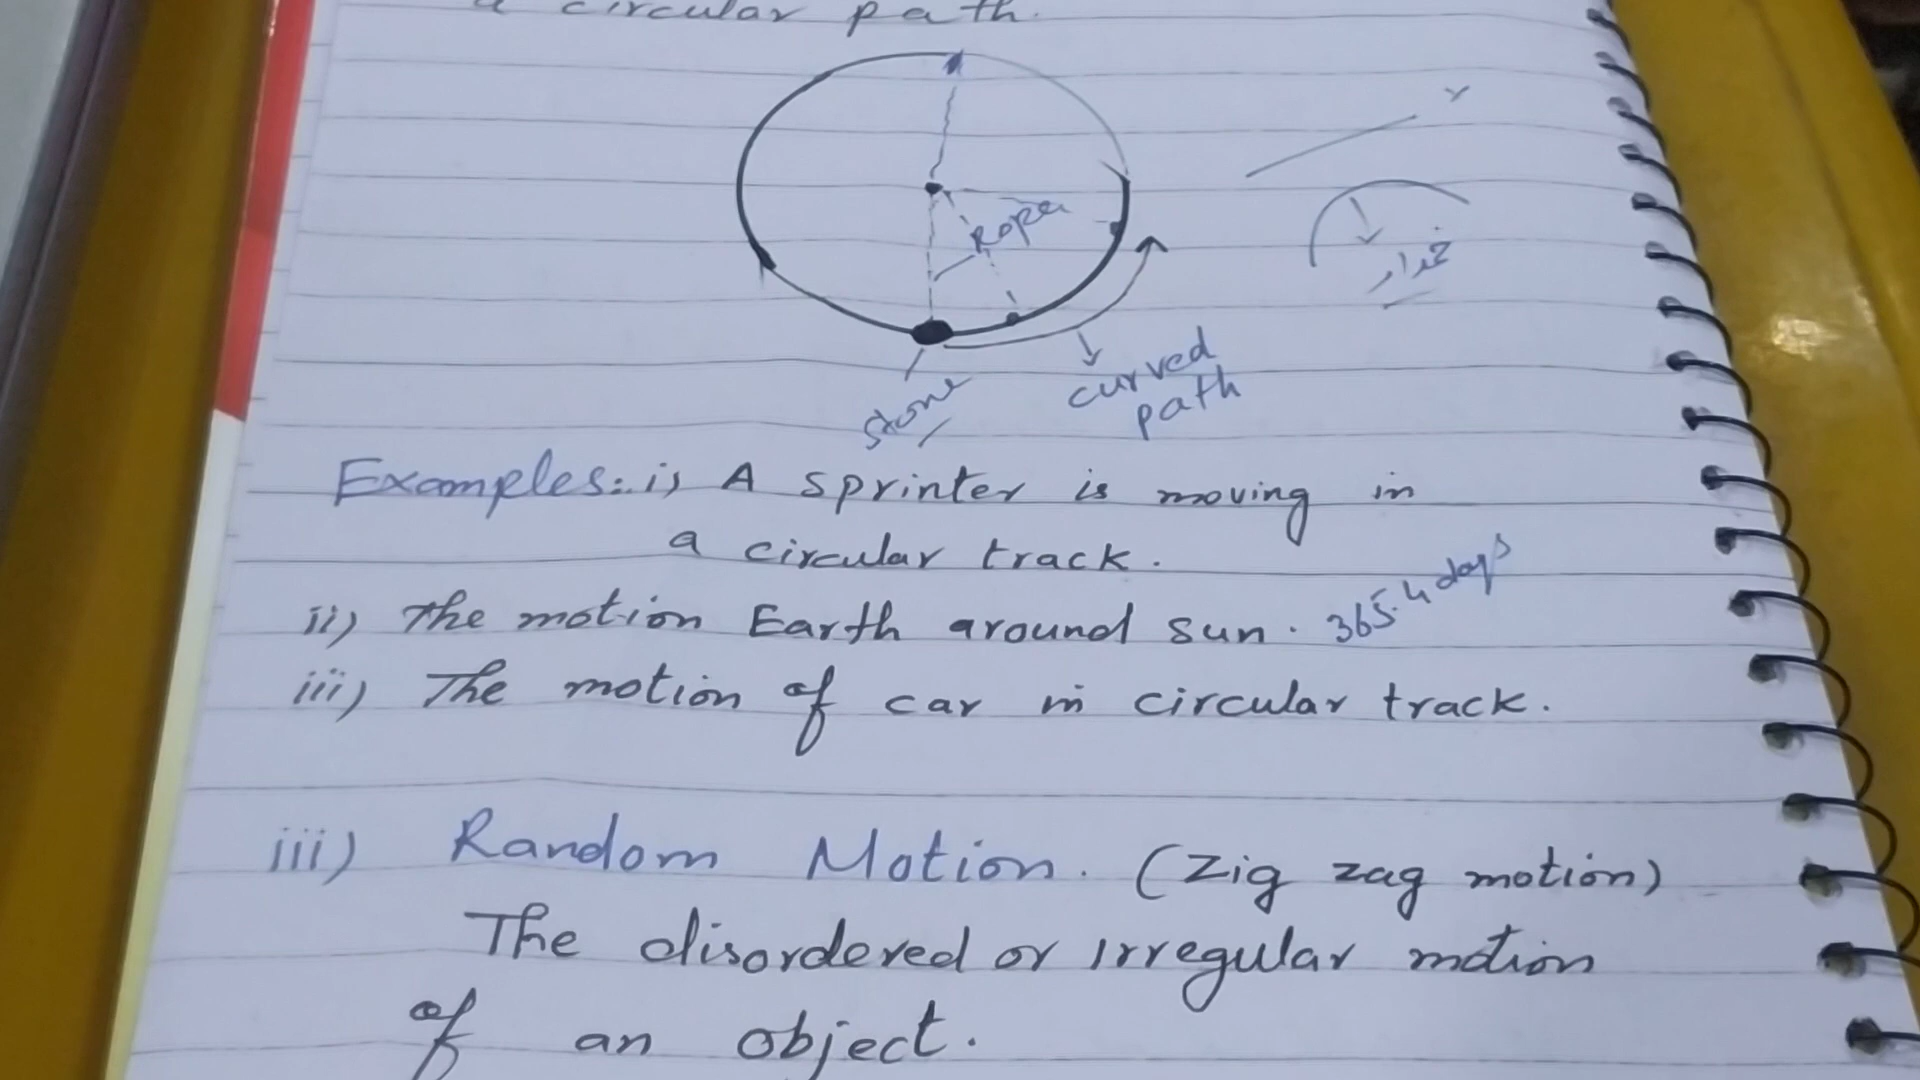 a circular path.
Rope
خمدار
stone
curved
path
Examples:- i) A sprinter is moving in
a circular track.
ii) The motion Earth around sun. 365.4 days
iii) The motion of car in circular track.
iii) Random Motion. (Zig zag motion)
The disordered or irregular motion
of an object.